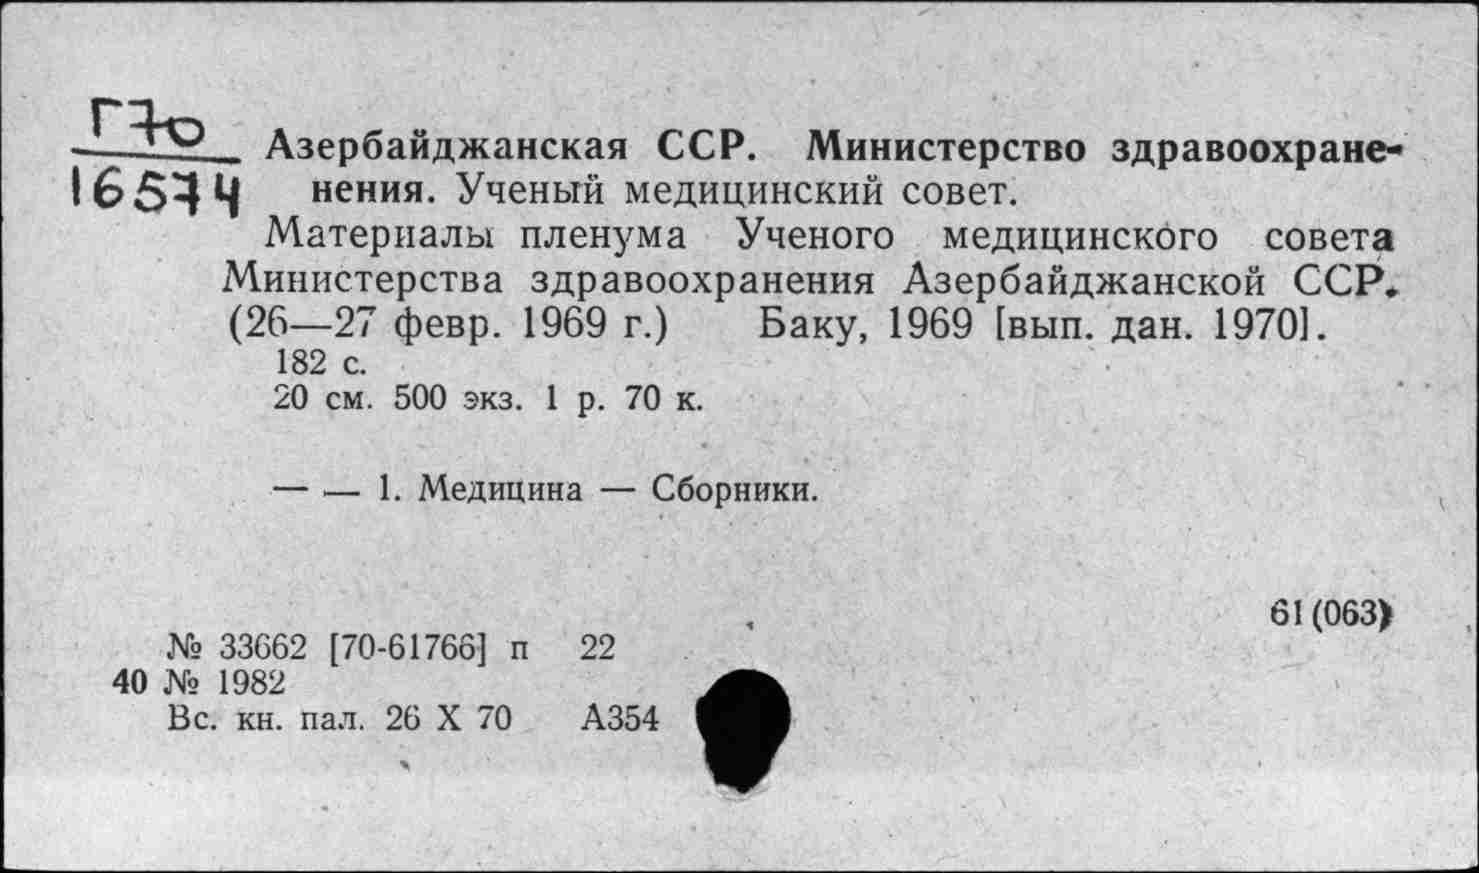 Г70
16574
Азербайджанская ССР. Министерство здравоохране-
нения. Ученый медицинский совет.
Материалы пленума Ученого медицинского совета
Министерства здравоохранения Азербайджанской ССР.
(26—27 февр. 1969 г.) Баку, 1969 [вып. дан. 1970].
182 с.
20 см. 500 экз. 1 р. 70 к.
— — 1. Медицина — Сборники.
61(063)
№ 33662 [70-61766] п 22
40 № 1982
Вс. кн. пал. 26 X 70 А354